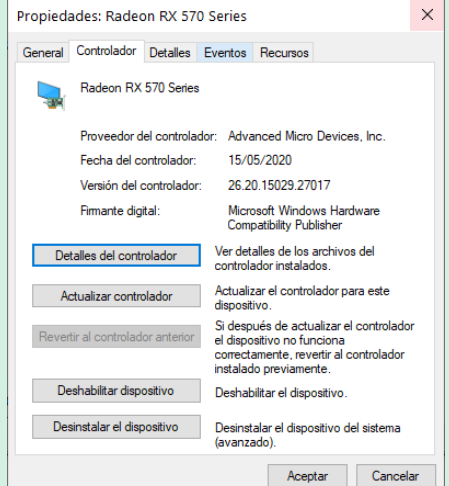 Propiedades: Radeon RX 570 Series
General Controlador Detalles Eventos Recursos
Radeon RX 570 Series
Proveedor del controlador: Advanced Micro Devices, Inc.
Fecha del controlador: 15/05/2020
Versión del controlador: 26.20.15029.27017
Firmante digital: Microsoft Windows Hardware
Compatibility Publisher
Detalles del controlador
Ver detalles de los archivos del
controlador instalados.
Actualizar controlador
Actualizar el controlador para este
dispositivo.
Revertir al controlador anterior
Si después de actualizar el controlador
el dispositivo no funciona
correctamente, revertir al controlador
instalado previamente.
Deshabilitar dispositivo
Deshabilitar el dispositivo.
Desinstalar el dispositivo
Desinstalar el dispositivo del sistema
(avanzado).
Aceptar Cancelar